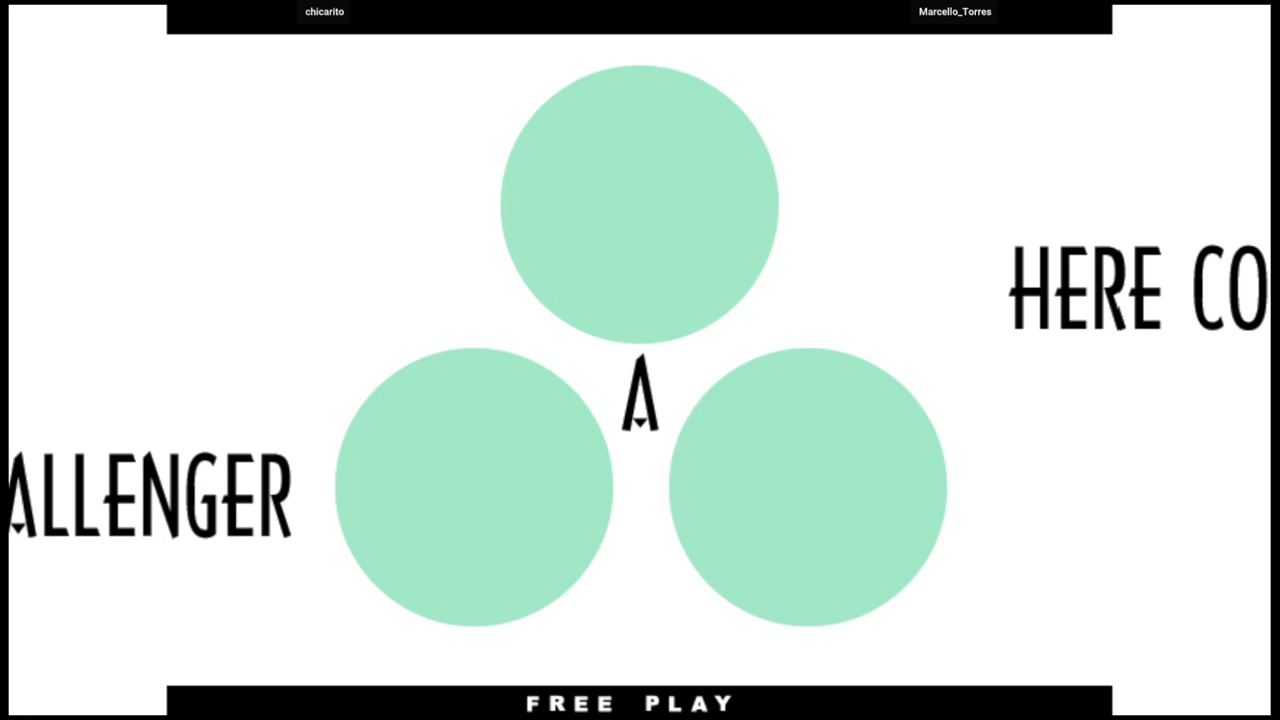 chicarito
Marcello_Torres
HERE CO
A
ALLENGER
FREE PLAY